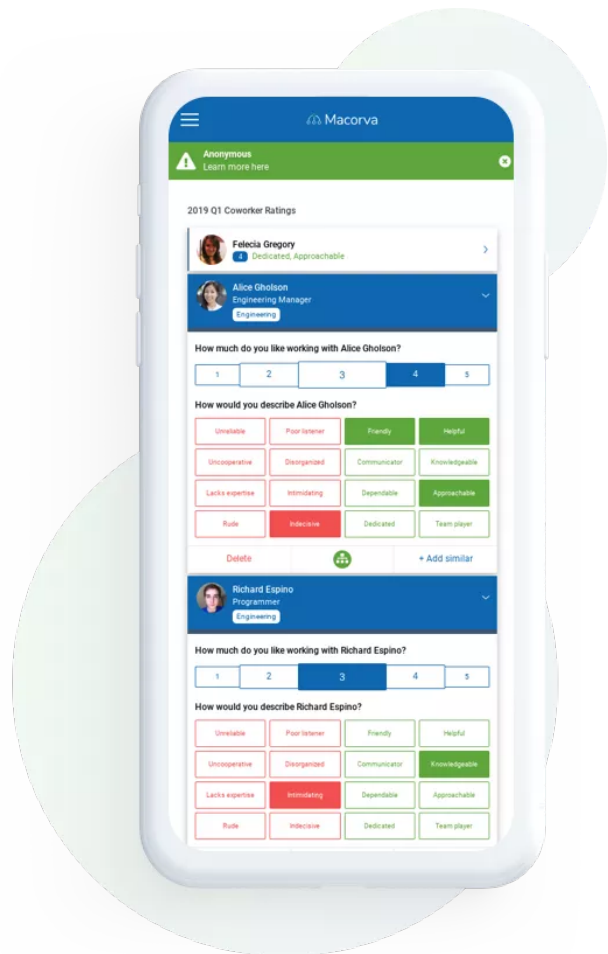 Macorva
Anonymous
Learn more here
2019 Q1 Coworker Ratings
Felecia Gregory
4 Dedicated, Approachable
Alice Gholson
Engineering Manager
Engineering
How much do you like working with Alice Gholson?
1 2 3 4 5
How would you describe Alice Gholson?
Unreliable Poor listener Friendly Helpful
Uncooperative Disorganized Communicator Knowledgeable
Lacks expertise Intimidating Dependable Approachable
Rude Indecisive Dedicated Team player
Delete + Add similar
Richard Espino
Programmer
Engineering
How much do you like working with Richard Espino?
1 2 3 4 5
How would you describe Richard Espino?
Unreliable Poor listener Friendly Helpful
Uncooperative Disorganized Communicator Knowledgeable
Lacks expertise Intimidating Dependable Approachable
Rude Indecisive Dedicated Team player